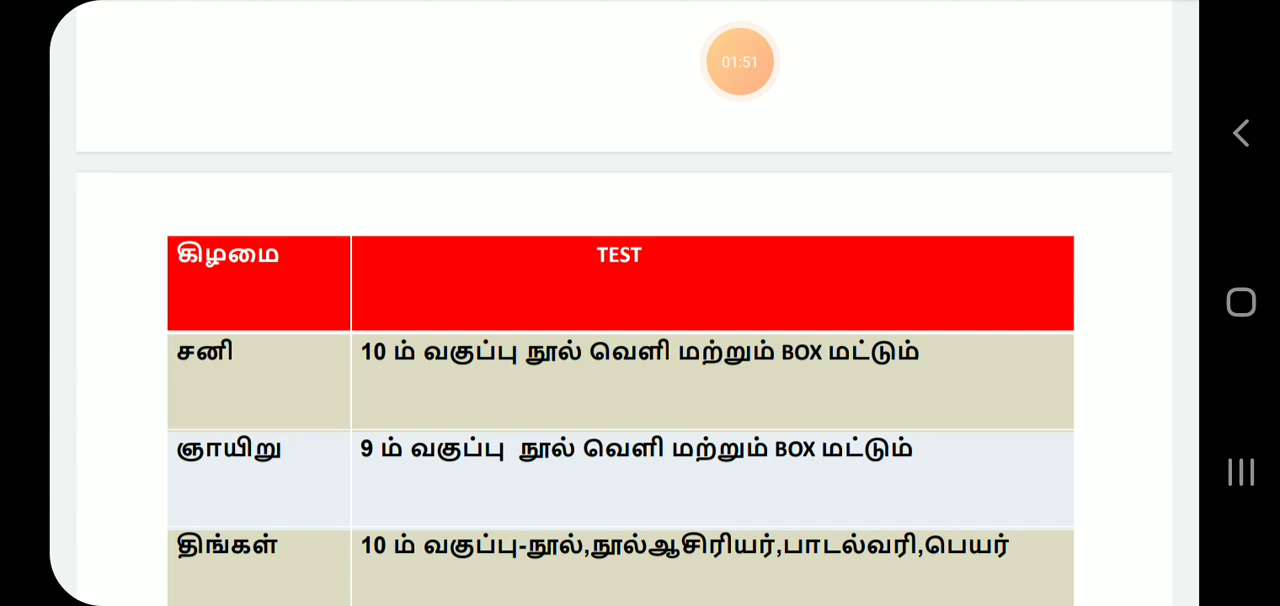 01:51
கிழமை TEST
சனி 10 ம் வகுப்பு நூல் வெளி மற்றும் BOX மட்டும்
ஞாயிறு 9 ம் வகுப்பு நூல் வெளி மற்றும் BOX மட்டும்
திங்கள் 10 ம் வகுப்பு-நூல்,நூல்ஆசிரியர்,பாடல்வரி,பெயர்